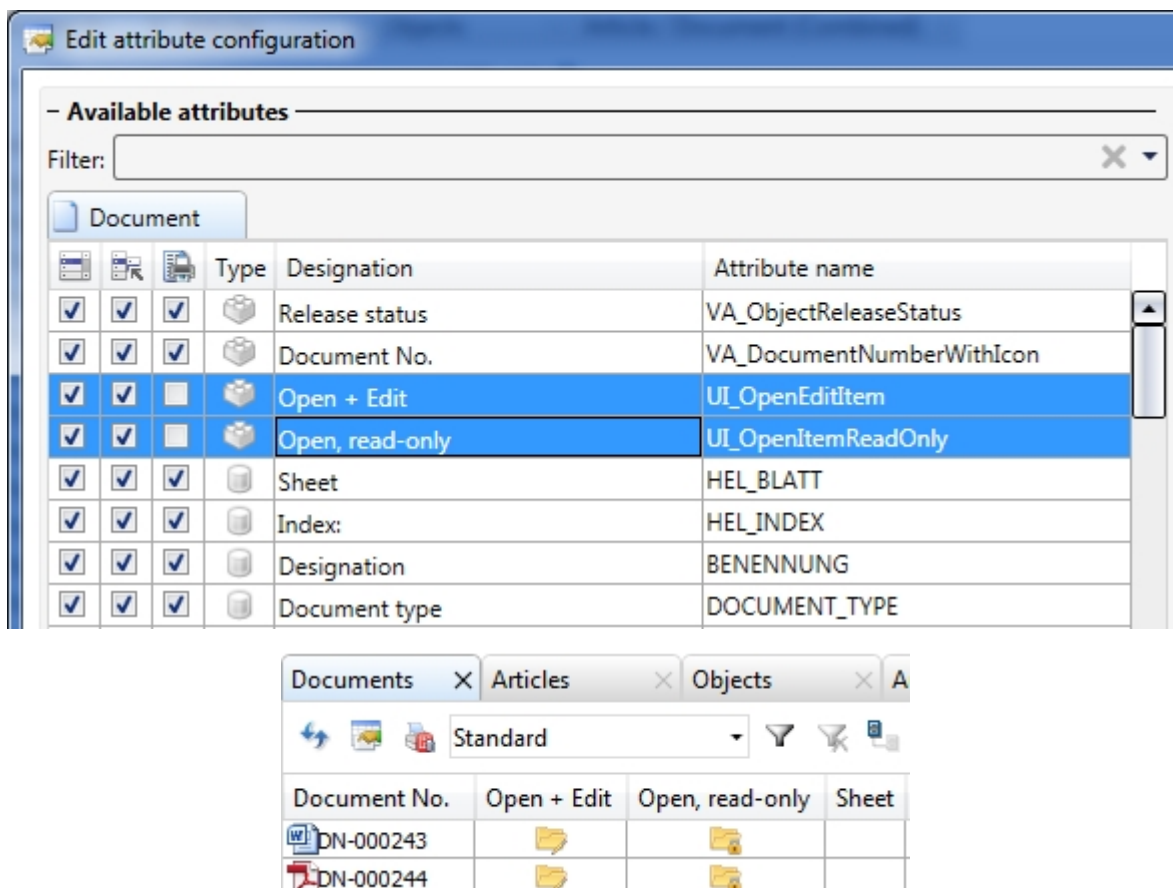 Edit attribute configuration
Available attributes
Filter:
Document
Type Designation Attribute name
Release status VA_ObjectReleaseStatus
Document No. VA_DocumentNumberWithIcon
Open + Edit UI_OpenEditItem
Open, read-only UI_OpenItemReadOnly
Sheet HEL_BLATT
Index: HEL_INDEX
Designation BENENNUNG
Document type DOCUMENT_TYPE
Documents Articles Objects A
Standard
Document No. Open + Edit Open, read-only Sheet
DN-000243
DN-000244